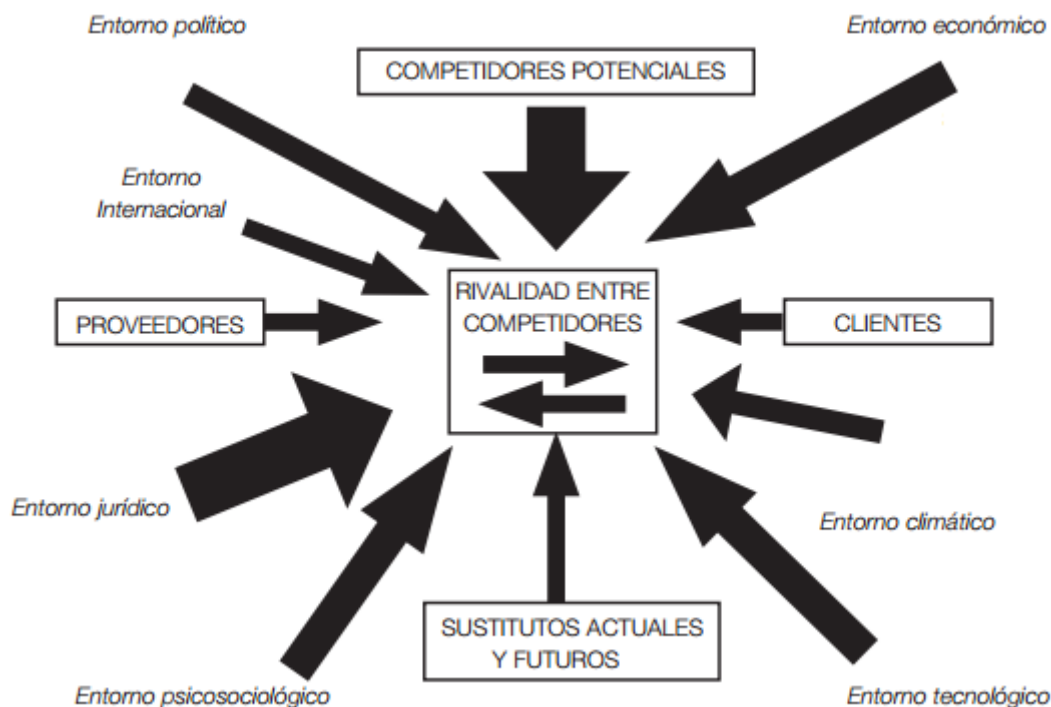 Entorno político
Entorno económico
COMPETIDORES POTENCIALES
Entorno
Internacional
RIVALIDAD ENTRE
COMPETIDORES
PROVEEDORES
CLIENTES
Entorno jurídico
Entorno climático
SUSTITUTOS ACTUALES
Y FUTUROS
Entorno psicosociológico
Entorno tecnológico